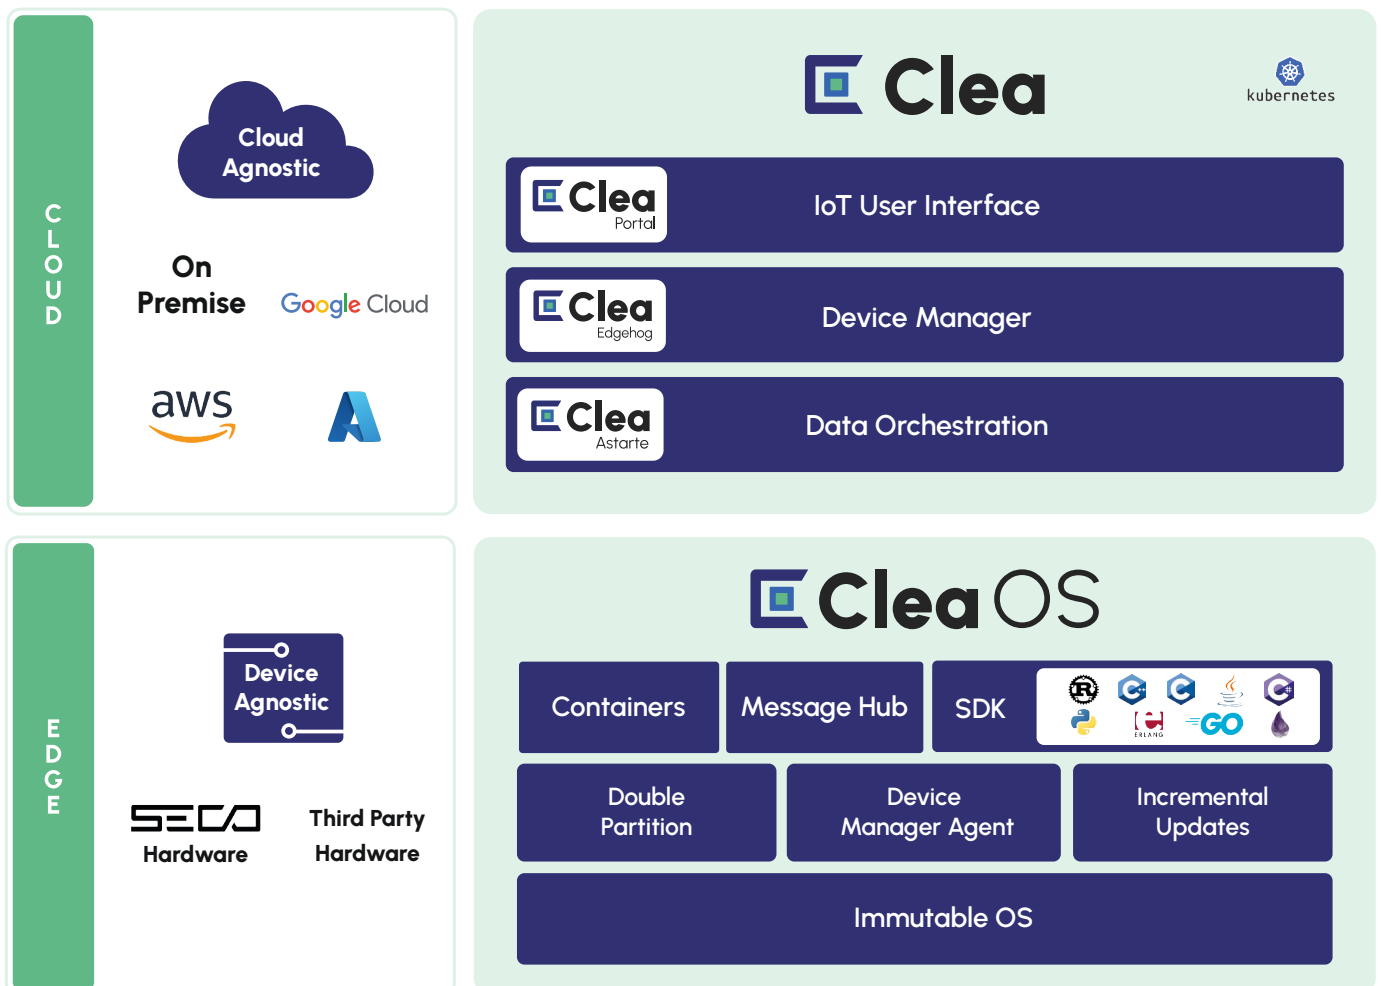 CLOUD
Cloud
Agnostic
On
Premise
Google Cloud
aws
Clea
kubernetes
Clea
Portal
IoT User Interface
Clea
Edgehog
Device Manager
Clea
Astarte
Data Orchestration
EDGE
Device
Agnostic
SECO
Hardware
Third Party
Hardware
Clea OS
Containers
Message Hub
SDK
R
C++
C
C#
ERLANG
GO
Double
Partition
Device
Manager Agent
Incremental
Updates
Immutable OS